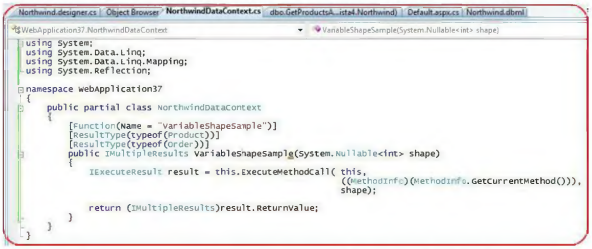 Northwind.designer.cs Object Browser NorthwindDataContext.cs dbo.GetProductsA...ista4.Northwind) Default.aspx.cs Northwind.dbml
WebApplication37.NorthwindDataContext VariableShapeSample(System.Nullable<int> shape)
using System;
using System.Data.Linq;
using System.Data.Linq.Mapping;
using System.Reflection;
namespace WebApplication37
{
public partial class NorthwindDataContext
{
[Function(Name = "VariableShapeSample")]
[ResultType(typeof(Product))]
[ResultType(typeof(Order))]
public IMultipleResults VariableShapeSample(System.Nullable<int> shape)
{
IExecuteResult result = this.ExecuteMethodCall( this,
((MethodInfo)(MethodInfo.GetCurrentMethod())),
shape);
return (IMultipleResults)result.ReturnValue;
}
}
}